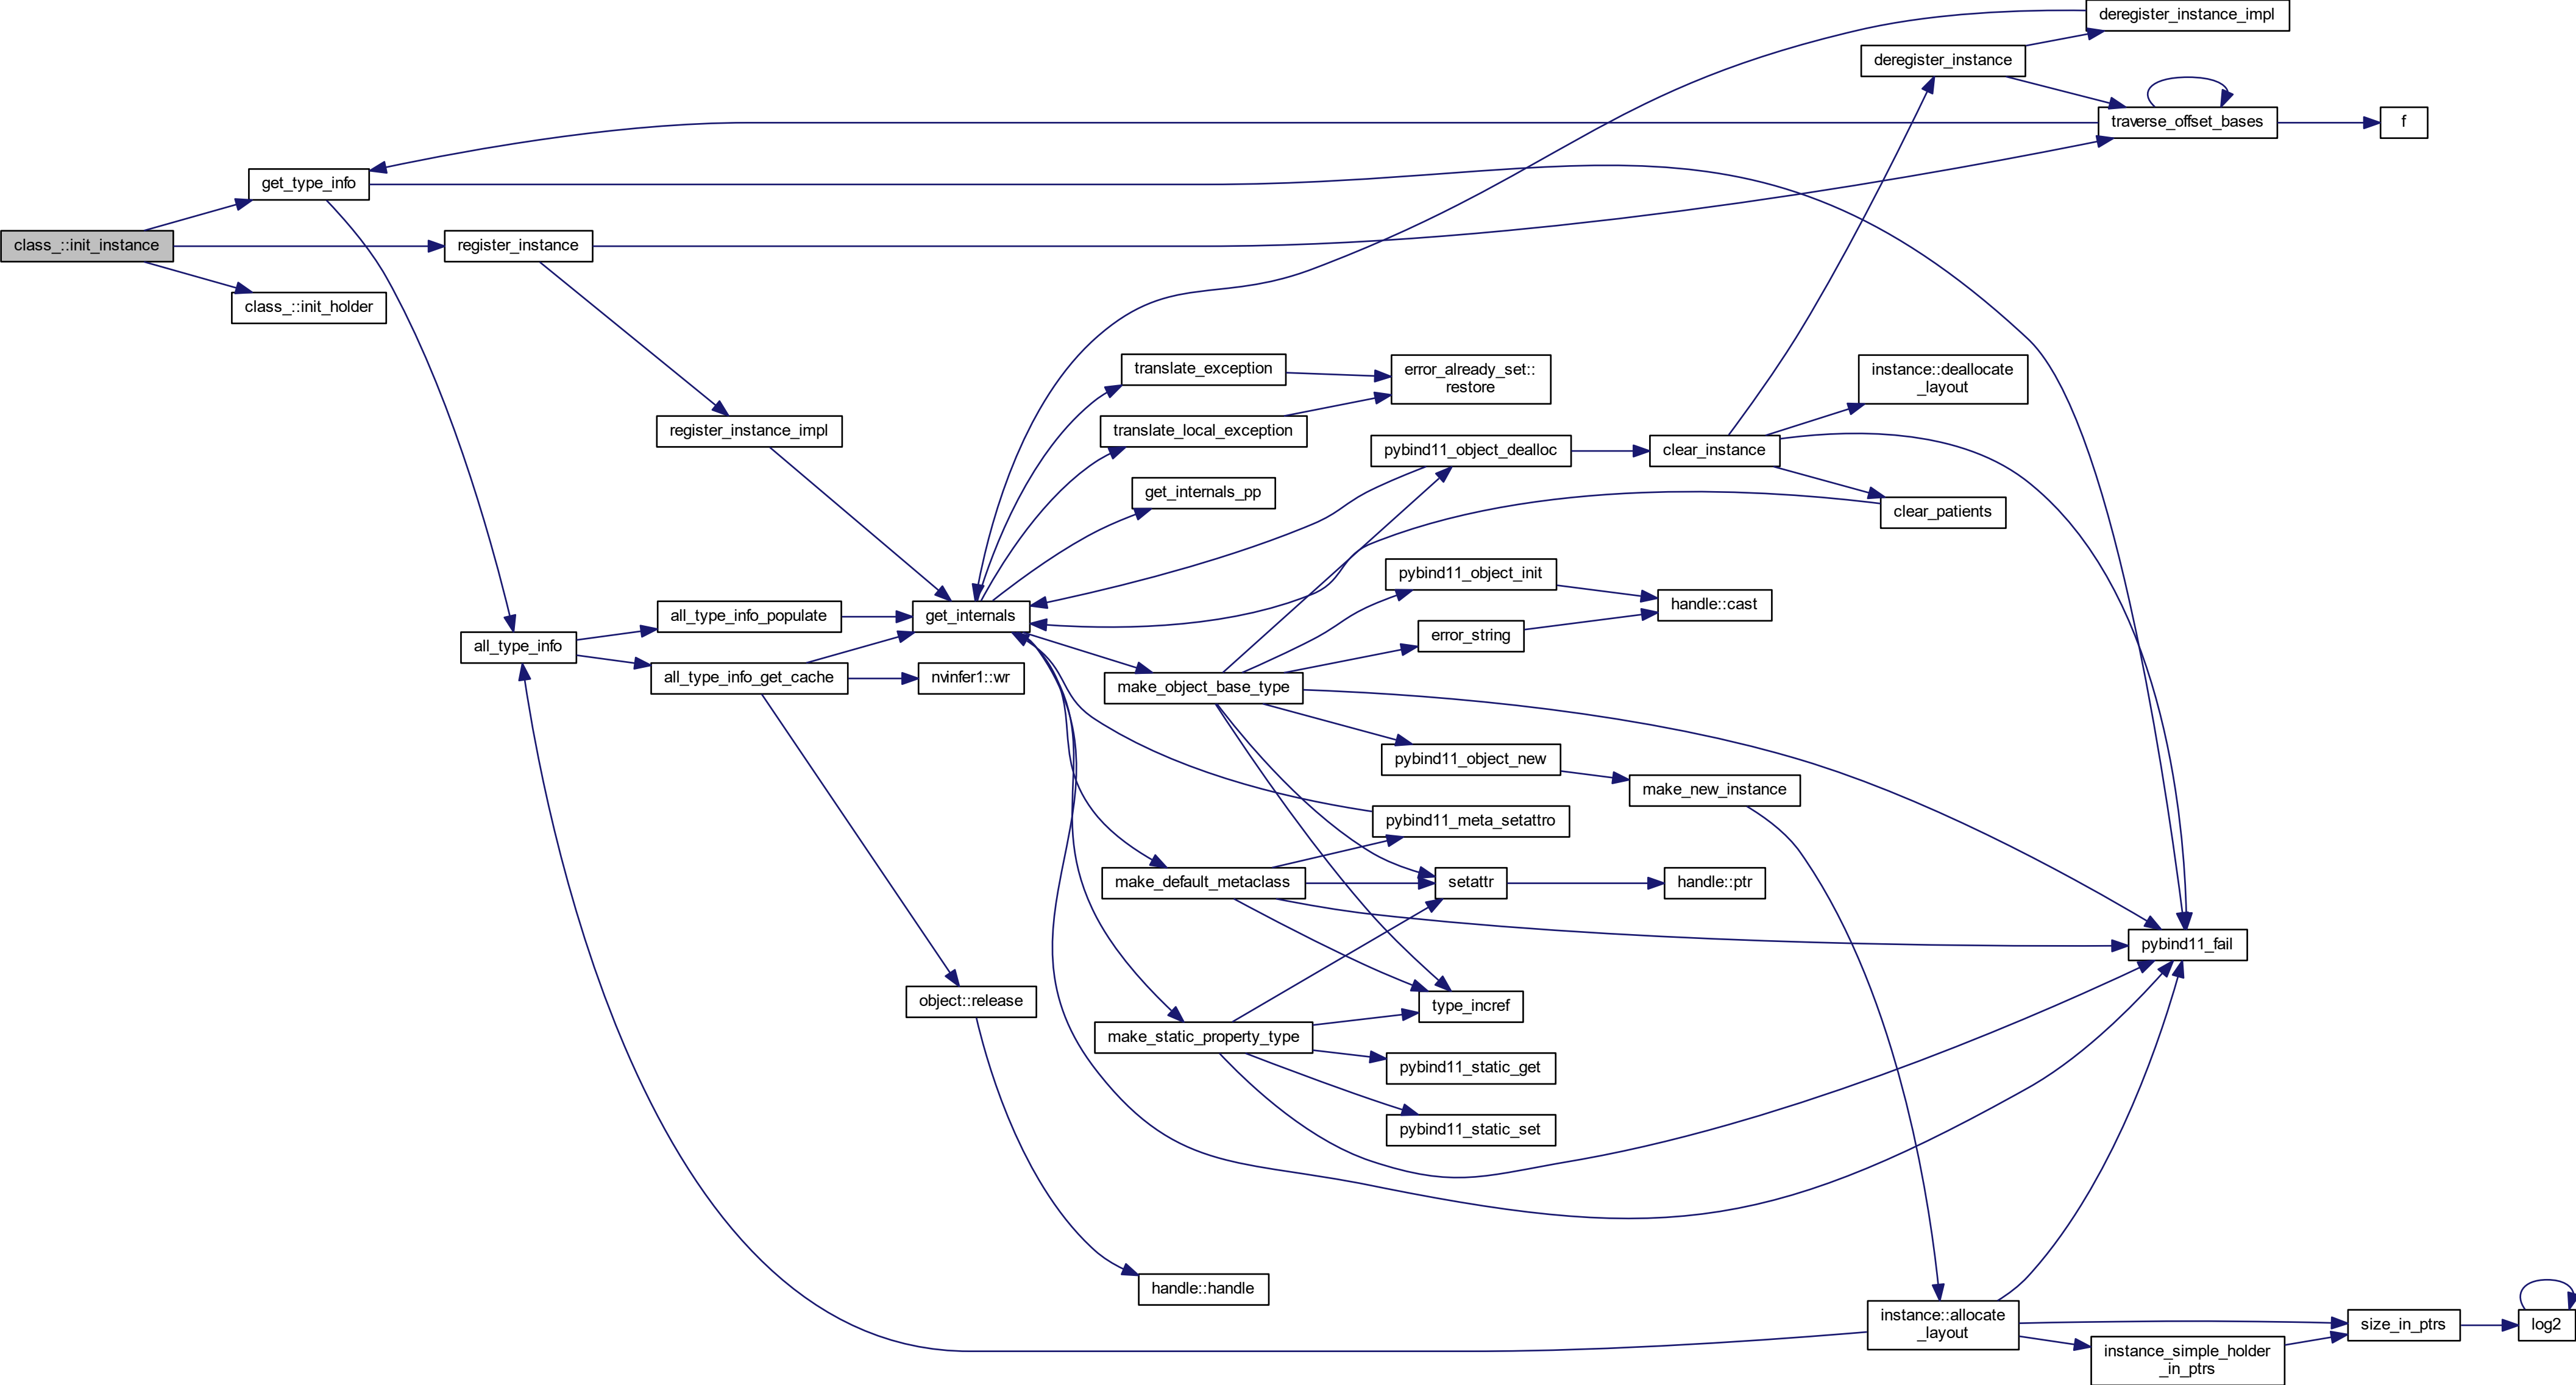 deregister_instance_impl
deregister_instance
traverse_offset_bases
f
get_type_info
class_::init_instance
register_instance
class_::init_holder
translate_exception
error_already_set::
restore
instance::deallocate
_layout
register_instance_impl
translate_local_exception
pybind11_object_dealloc
clear_instance
get_internals_pp
clear_patients
pybind11_object_init
handle::cast
all_type_info_populate
get_internals
error_string
all_type_info
all_type_info_get_cache
nvinfer1::wr
make_object_base_type
pybind11_object_new
make_new_instance
pybind11_meta_setattro
make_default_metaclass
setattr
handle::ptr
pybind11_fail
object::release
type_incref
make_static_property_type
pybind11_static_get
pybind11_static_set
handle::handle
instance::allocate
_layout
size_in_ptrs
log2
instance_simple_holder
_in_ptrs